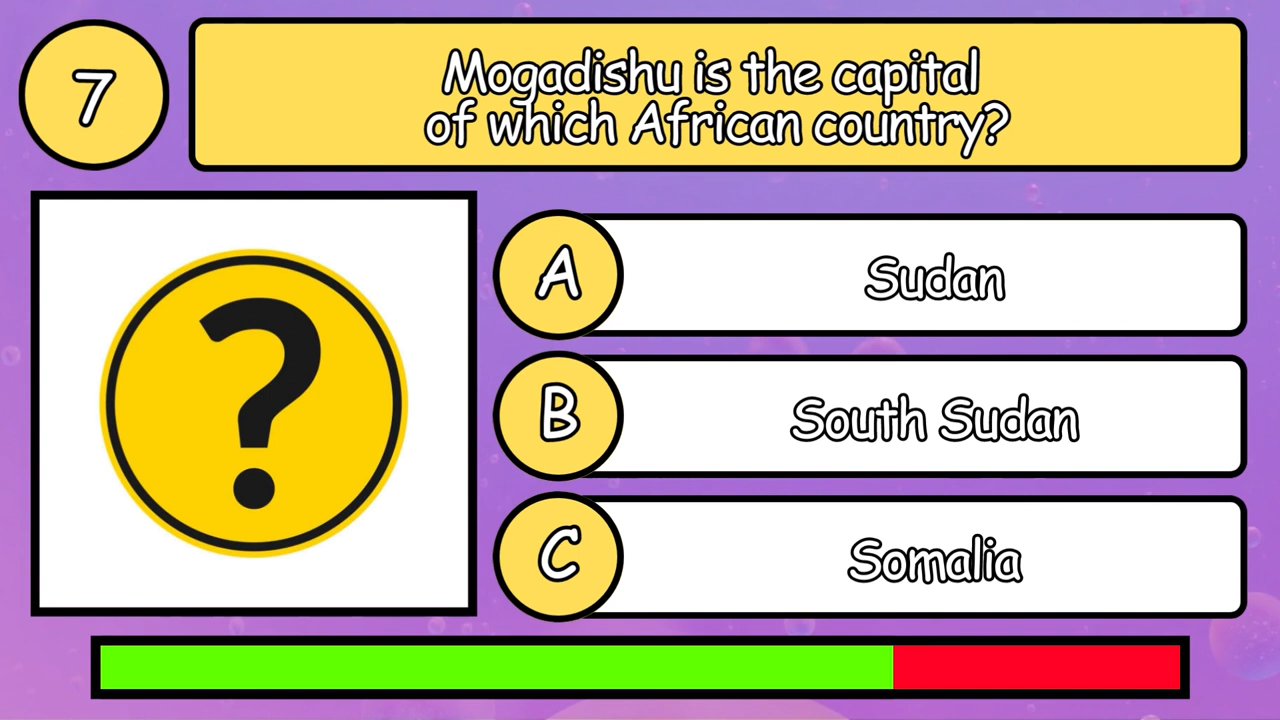 7
Mogadishu is the capital
of which African country?
?
A
Sudan
B
South Sudan
C
Somalia